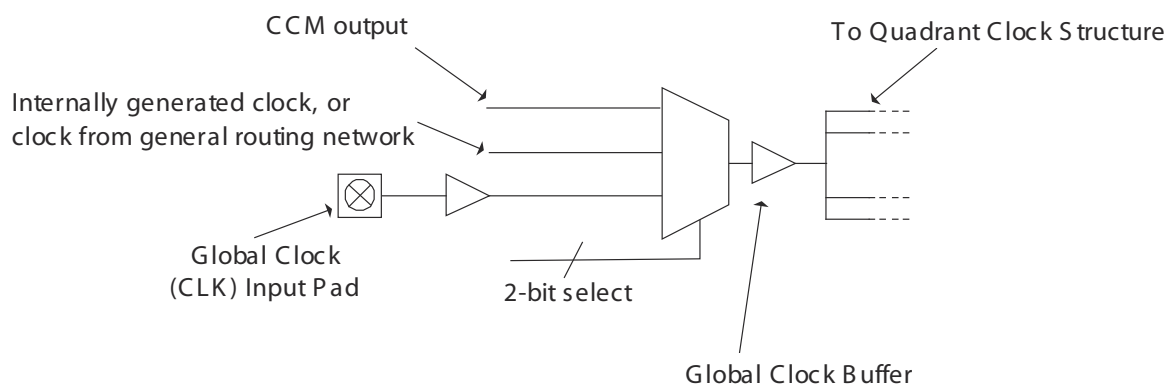 CCM output
To Quadrant Clock Structure
Internally generated clock, or
clock from general routing network
Global Clock
(CLK) Input Pad
2-bit select
Global Clock Buffer